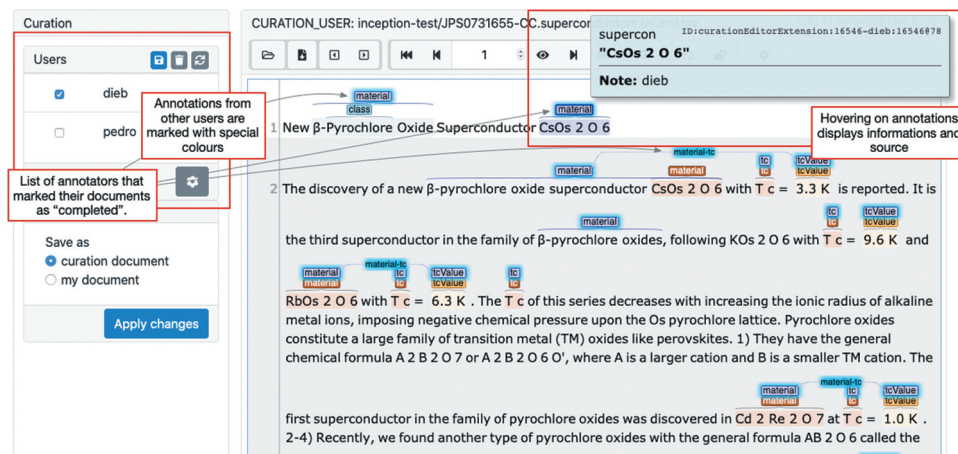 Curation
CURATION_USER: inception-test/JPS0731655-CC.supercon
Users
dieb
pedro
Annotations from
other users are
marked with special
colours
List of annotators that
marked their documents
as “completed”.
Save as
curation document
my document
Apply changes
1
supercon
ID:curationEditorExtension:16546-dieb:16546@78
"CsOs 2 O 6"
Note: dieb
Hovering on annotations
displays informations and
source
material
class
material
1 New β-Pyrochlore Oxide Superconductor CsOs 2 O 6
material-tc
material
tc
tcValue
material
tc
tcValue
2 The discovery of a new β-pyrochlore oxide superconductor CsOs 2 O 6 with T c = 3.3 K is reported. It is
material
tc
tcValue
tc
tcValue
the third superconductor in the family of β-pyrochlore oxides, following KOs 2 O 6 with T c = 9.6 K and
material-tc
material
tc
tcValue
tc
material
tc
tcValue
tc
RbOs 2 O 6 with T c = 6.3 K . The T c of this series decreases with increasing the ionic radius of alkaline
metal ions, imposing negative chemical pressure upon the Os pyrochlore lattice. Pyrochlore oxides
constitute a large family of transition metal (TM) oxides like perovskites. 1) They have the general
chemical formula A 2 B 2 O 7 or A 2 B 2 O 6 O', where A is a larger cation and B is a smaller TM cation. The
material-tc
material
tc
tcValue
material
tc
tcValue
first superconductor in the family of pyrochlore oxides was discovered in Cd 2 Re 2 O 7 at T c = 1.0 K .
2-4) Recently, we found another type of pyrochlore oxides with the general formula AB 2 O 6 called the